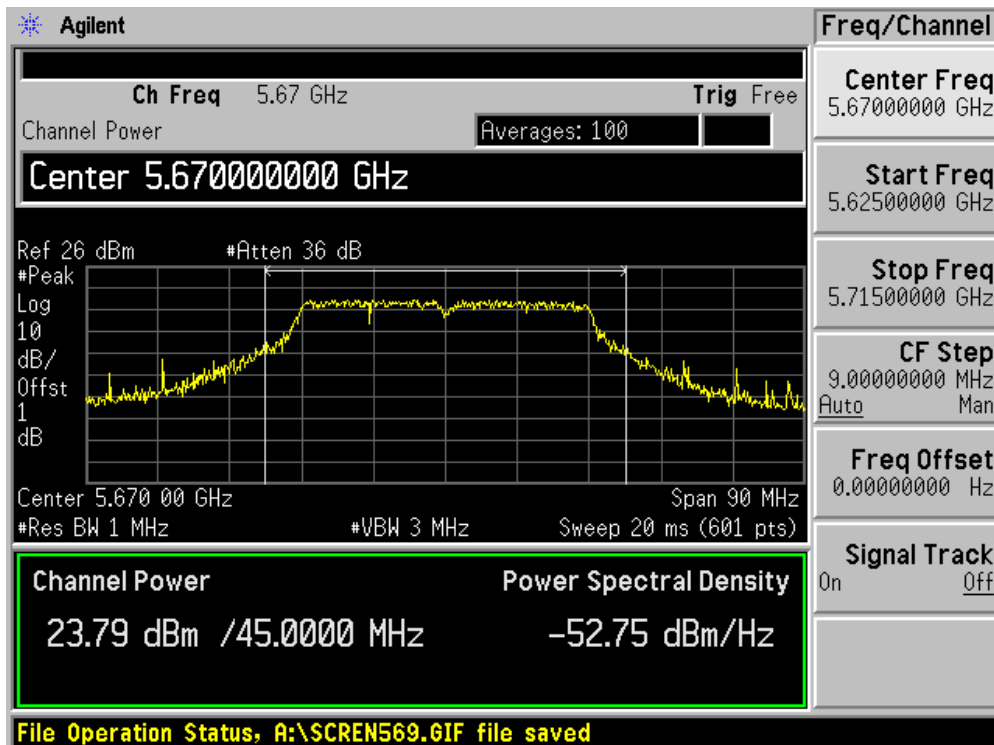 Agilent
Freq/Channel
Ch Freq 5.67 GHz Trig Free
Channel Power Averages: 100
Center 5.670000000 GHz
Ref 26 dBm #Atten 36 dB
#Peak
Log
10
dB/
Offst
1
dB
Center 5.670 00 GHz Span 90 MHz
#Res BW 1 MHz #VBW 3 MHz Sweep 20 ms (601 pts)
Channel Power Power Spectral Density
23.79 dBm /45.0000 MHz -52.75 dBm/Hz
File Operation Status, A:\SCREN569.GIF file saved
Center Freq
5.67000000 GHz
Start Freq
5.62500000 GHz
Stop Freq
5.71500000 GHz
CF Step
9.00000000 MHz
Auto Man
Freq Offset
0.00000000 Hz
Signal Track
On Off